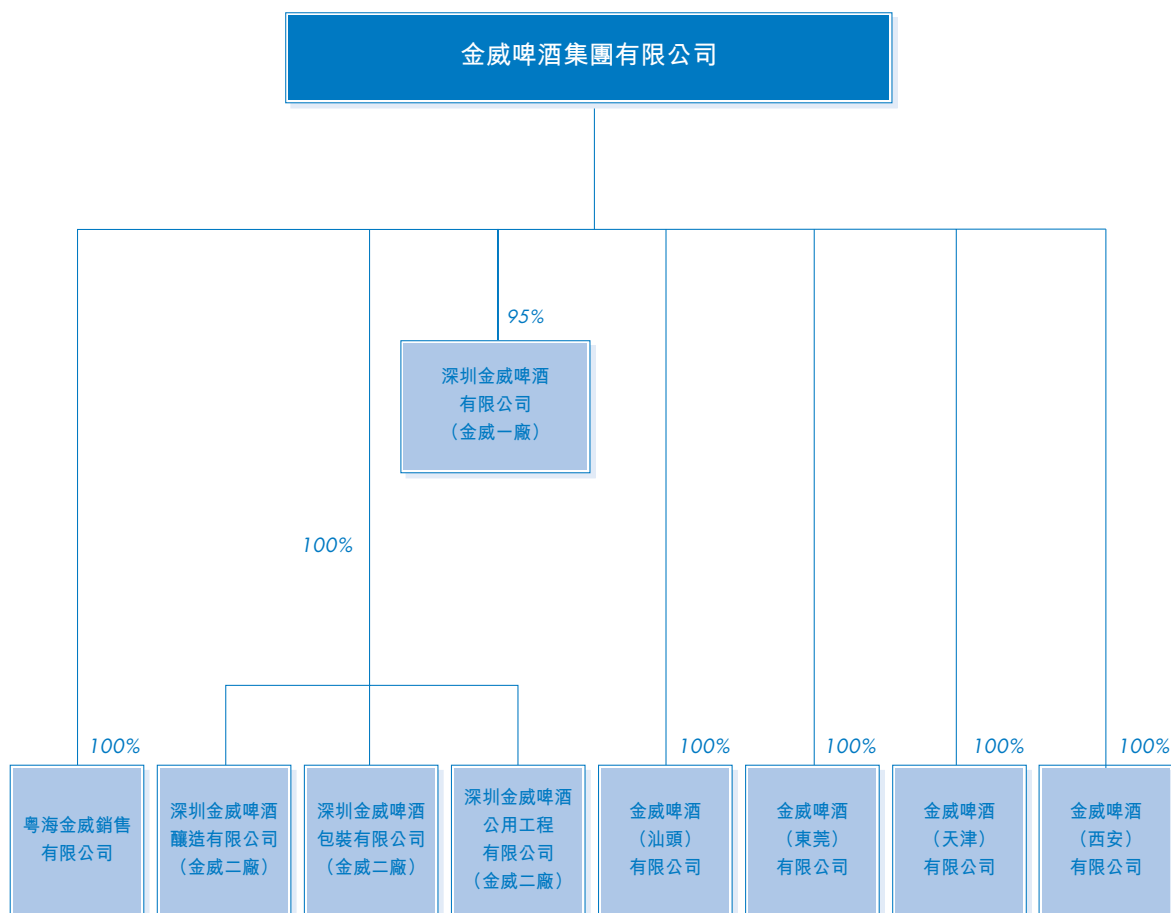 金威啤酒集團有限公司
95%
深圳金威啤酒
有限公司
（金威一廠）
100%
100%
100%
100%
100%
100%
粵海金威銷售
有限公司
深圳金威啤酒
釀造有限公司
（金威二廠）
深圳金威啤酒
包裝有限公司
（金威二廠）
深圳金威啤酒
公用工程
有限公司
（金威二廠）
金威啤酒
（汕頭）
有限公司
金威啤酒
（東莞）
有限公司
金威啤酒
（天津）
有限公司
金威啤酒
（西安）
有限公司